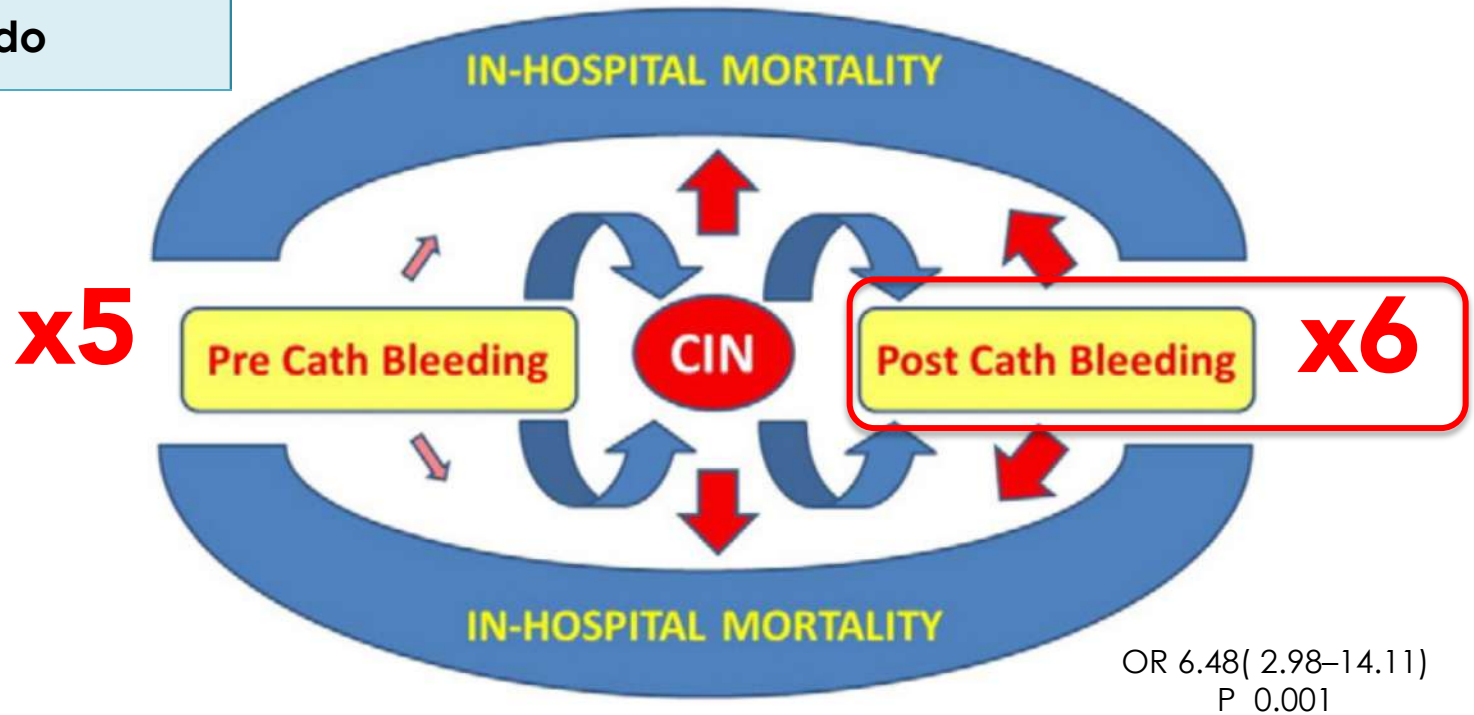 do
IN-HOSPITAL MORTALITY
x5
Pre Cath Bleeding
CIN
Post Cath Bleeding
x6
IN-HOSPITAL MORTALITY
OR 6.48( 2.98–14.11)
P 0.001